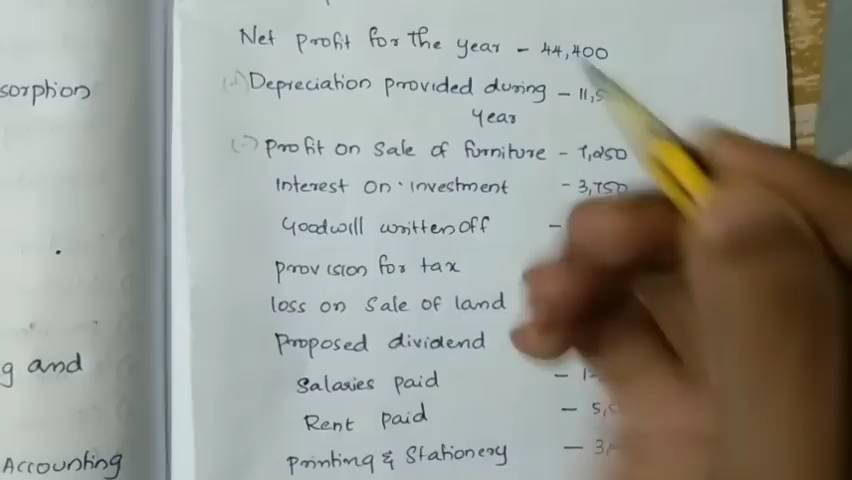 Net profit for the year - 44,400
(-) Depreciation provided during - 11,5
year
(-) profit on sale of furniture -
sorption
Interest on investment - 3,750
Goodwill written off -
provision for tax
loss on sale of land
proposed dividend
g and
Salaries paid - 1
Rent paid - 5,
printing & Stationery - 3,
Accounting